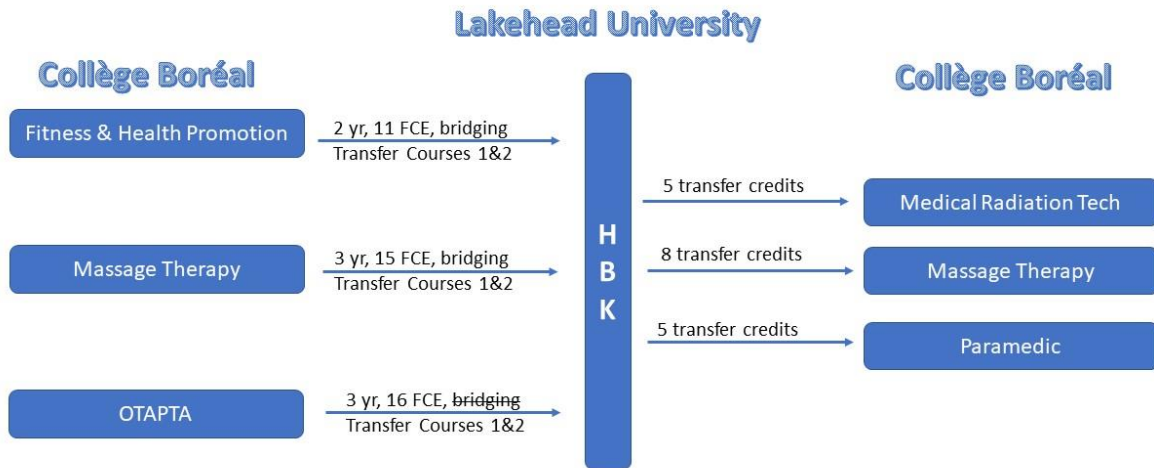 Lakehead University
Collège Boréal
Fitness & Health Promotion
2 yr, 11 FCE, bridging
Transfer Courses 1&2
Massage Therapy
3 yr, 15 FCE, bridging
Transfer Courses 1&2
OTAPTA
3 yr, 16 FCE, bridging
Transfer Courses 1&2
H
B
K
Collège Boréal
5 transfer credits
Medical Radiation Tech
8 transfer credits
Massage Therapy
5 transfer credits
Paramedic